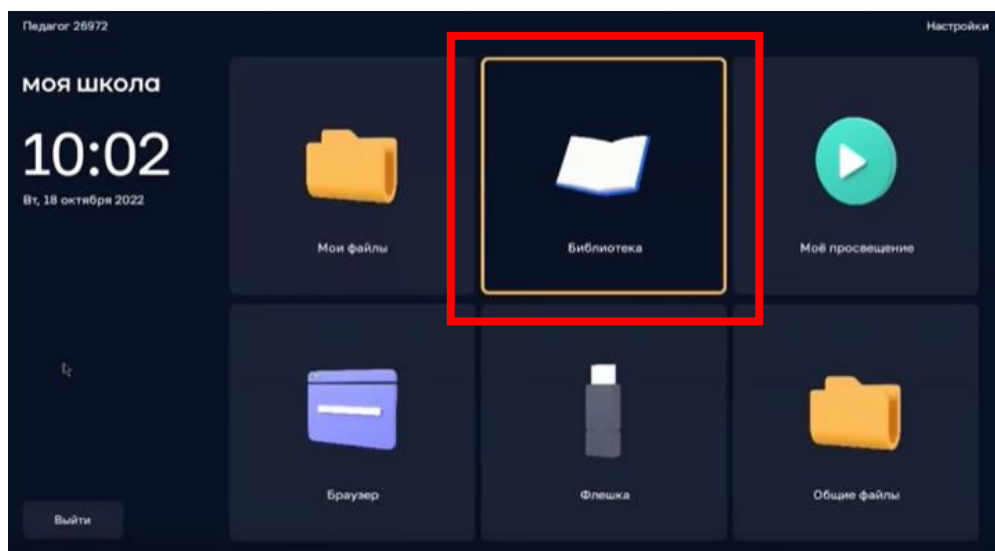 Педагог 26972
Настройки
моя школа
10:02
Вт, 18 октября 2022
Мои файлы
Библиотека
Моё просвещение
Браузер
Флешка
Общие файлы
Выйти